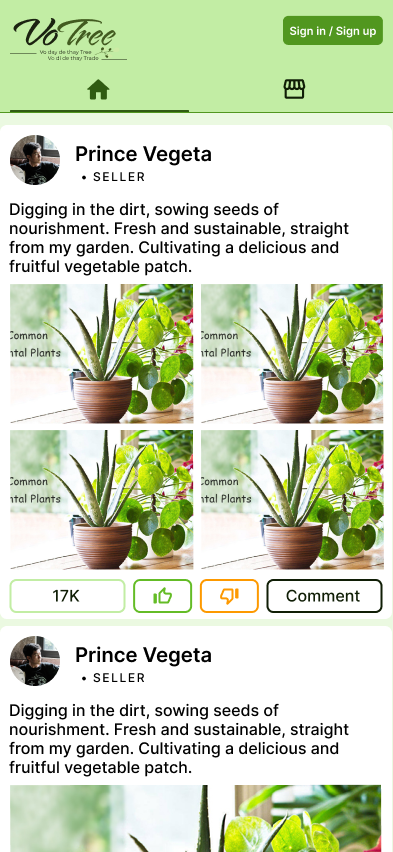 VoTree
Vo day de thay Tree
Vo di de thay Trade
Sign in / Sign up
Prince Vegeta
• SELLER
Digging in the dirt, sowing seeds of
nourishment. Fresh and sustainable, straight
from my garden. Cultivating a delicious and
fruitful vegetable patch.
Common
ntal Plants
Common
ntal Plants
Common
ntal Plants
Common
ntal Plants
17K
Comment
Prince Vegeta
• SELLER
Digging in the dirt, sowing seeds of
nourishment. Fresh and sustainable, straight
from my garden. Cultivating a delicious and
fruitful vegetable patch.